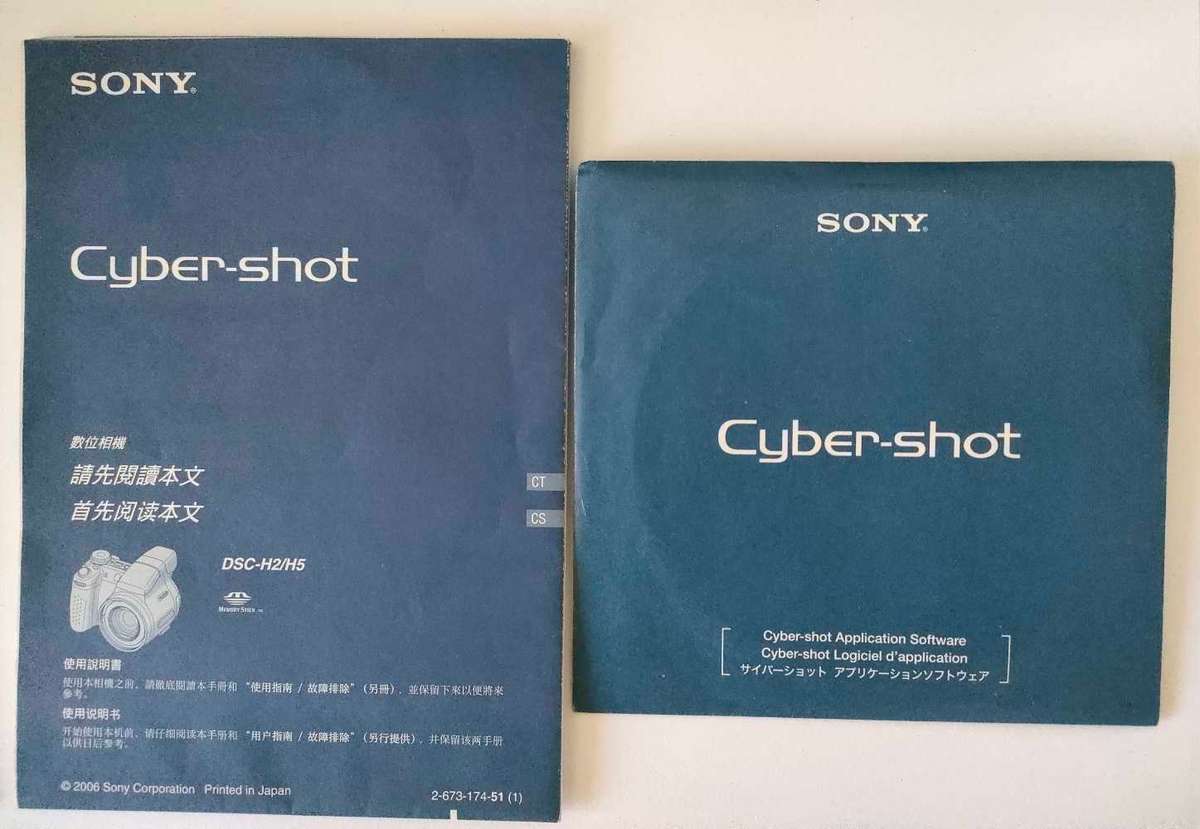 SONY®
Cyber-shot
數位相機
請先閱讀本文
首先阅读本文
CT
CS
DSC-H2/H5
MEMORY STICK TM
使用說明書
使用本相機之前，請徹底閱讀本手冊和“使用指南 / 故障排除”（另冊），並保留下來以便將來
參考。
使用说明书
开始使用本机前，请仔细阅读本手册和“用户指南 / 故障排除”（另行提供），并保留该两手册
以供日后参考。
© 2006 Sony Corporation Printed in Japan
2-673-174-51 (1)
SONY®
Cyber-shot
Cyber-shot Application Software
Cyber-shot Logiciel d'application
サイバーショット アプリケーションソフトウェア